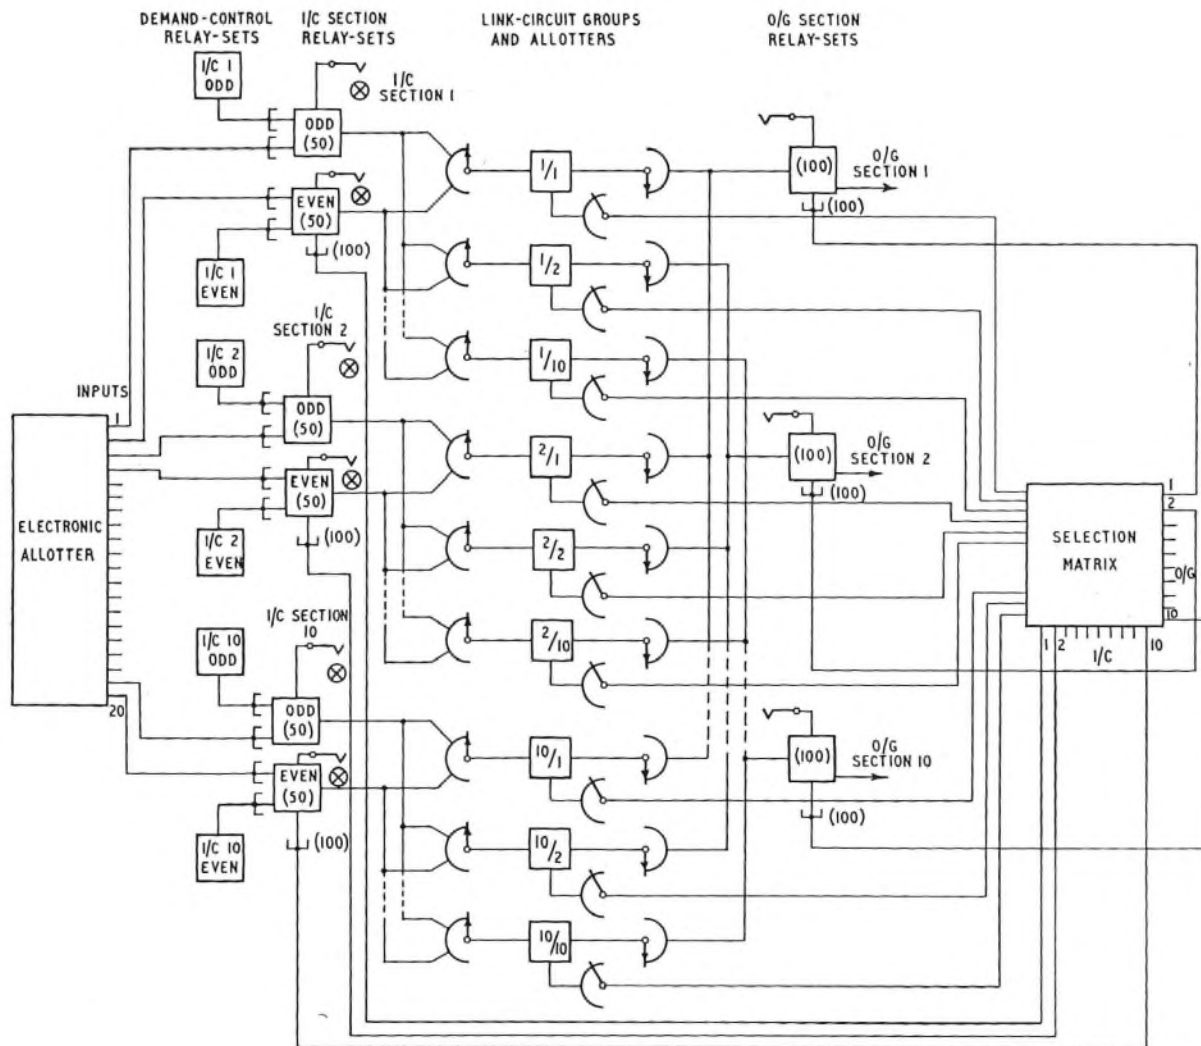 DEMAND-CONTROL
RELAY-SETS
I/C SECTION
RELAY-SETS
LINK-CIRCUIT GROUPS
AND ALLOTTERS
O/G SECTION
RELAY-SETS
I/C 1
ODD
I/C
SECTION 1
ODD
(50)
1/1
(100)
O/G
SECTION 1
EVEN
(50)
(100)
(100)
I/C 1
EVEN
1/2
I/C
SECTION 2
I/C 2
ODD
1/10
INPUTS
1
ODD
(50)
2/1
(100)
O/G
SECTION 2
EVEN
(50)
(100)
(100)
1
2
ELECTRONIC
ALLOTTER
I/C 2
EVEN
2/2
SELECTION
MATRIX
O/G
10
I/C SECTION
10
I/C 10
ODD
2/10
1
2
I/C
10
20
ODD
(50)
10/1
(100)
O/G
SECTION 10
EVEN
(50)
(100)
(100)
I/C 10
EVEN
10/2
10/10